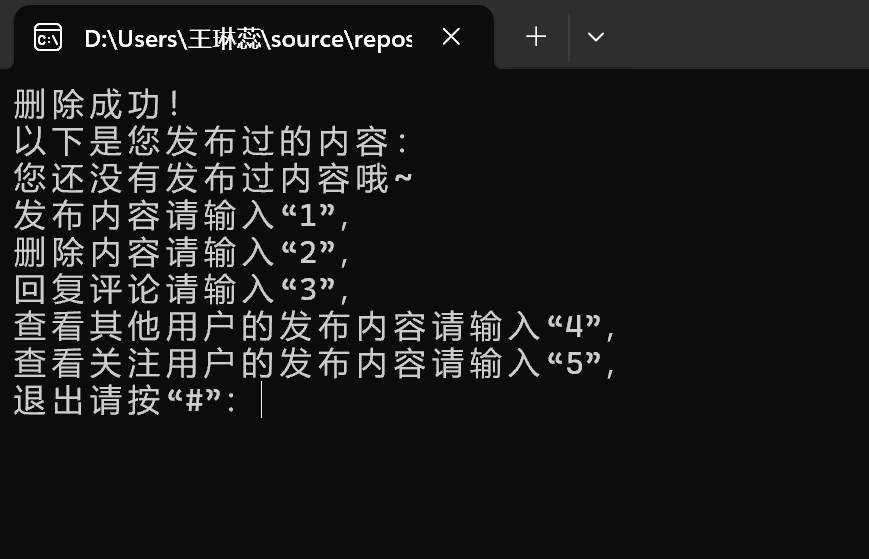 D:\Users\王琳蕊\source\repos
删除成功！
以下是您发布过的内容：
您还没有发布过内容哦~
发布内容请输入“1”，
删除内容请输入“2”，
回复评论请输入“3”，
查看其他用户的发布内容请输入“4”，
查看关注用户的发布内容请输入“5”，
退出请按“#”：